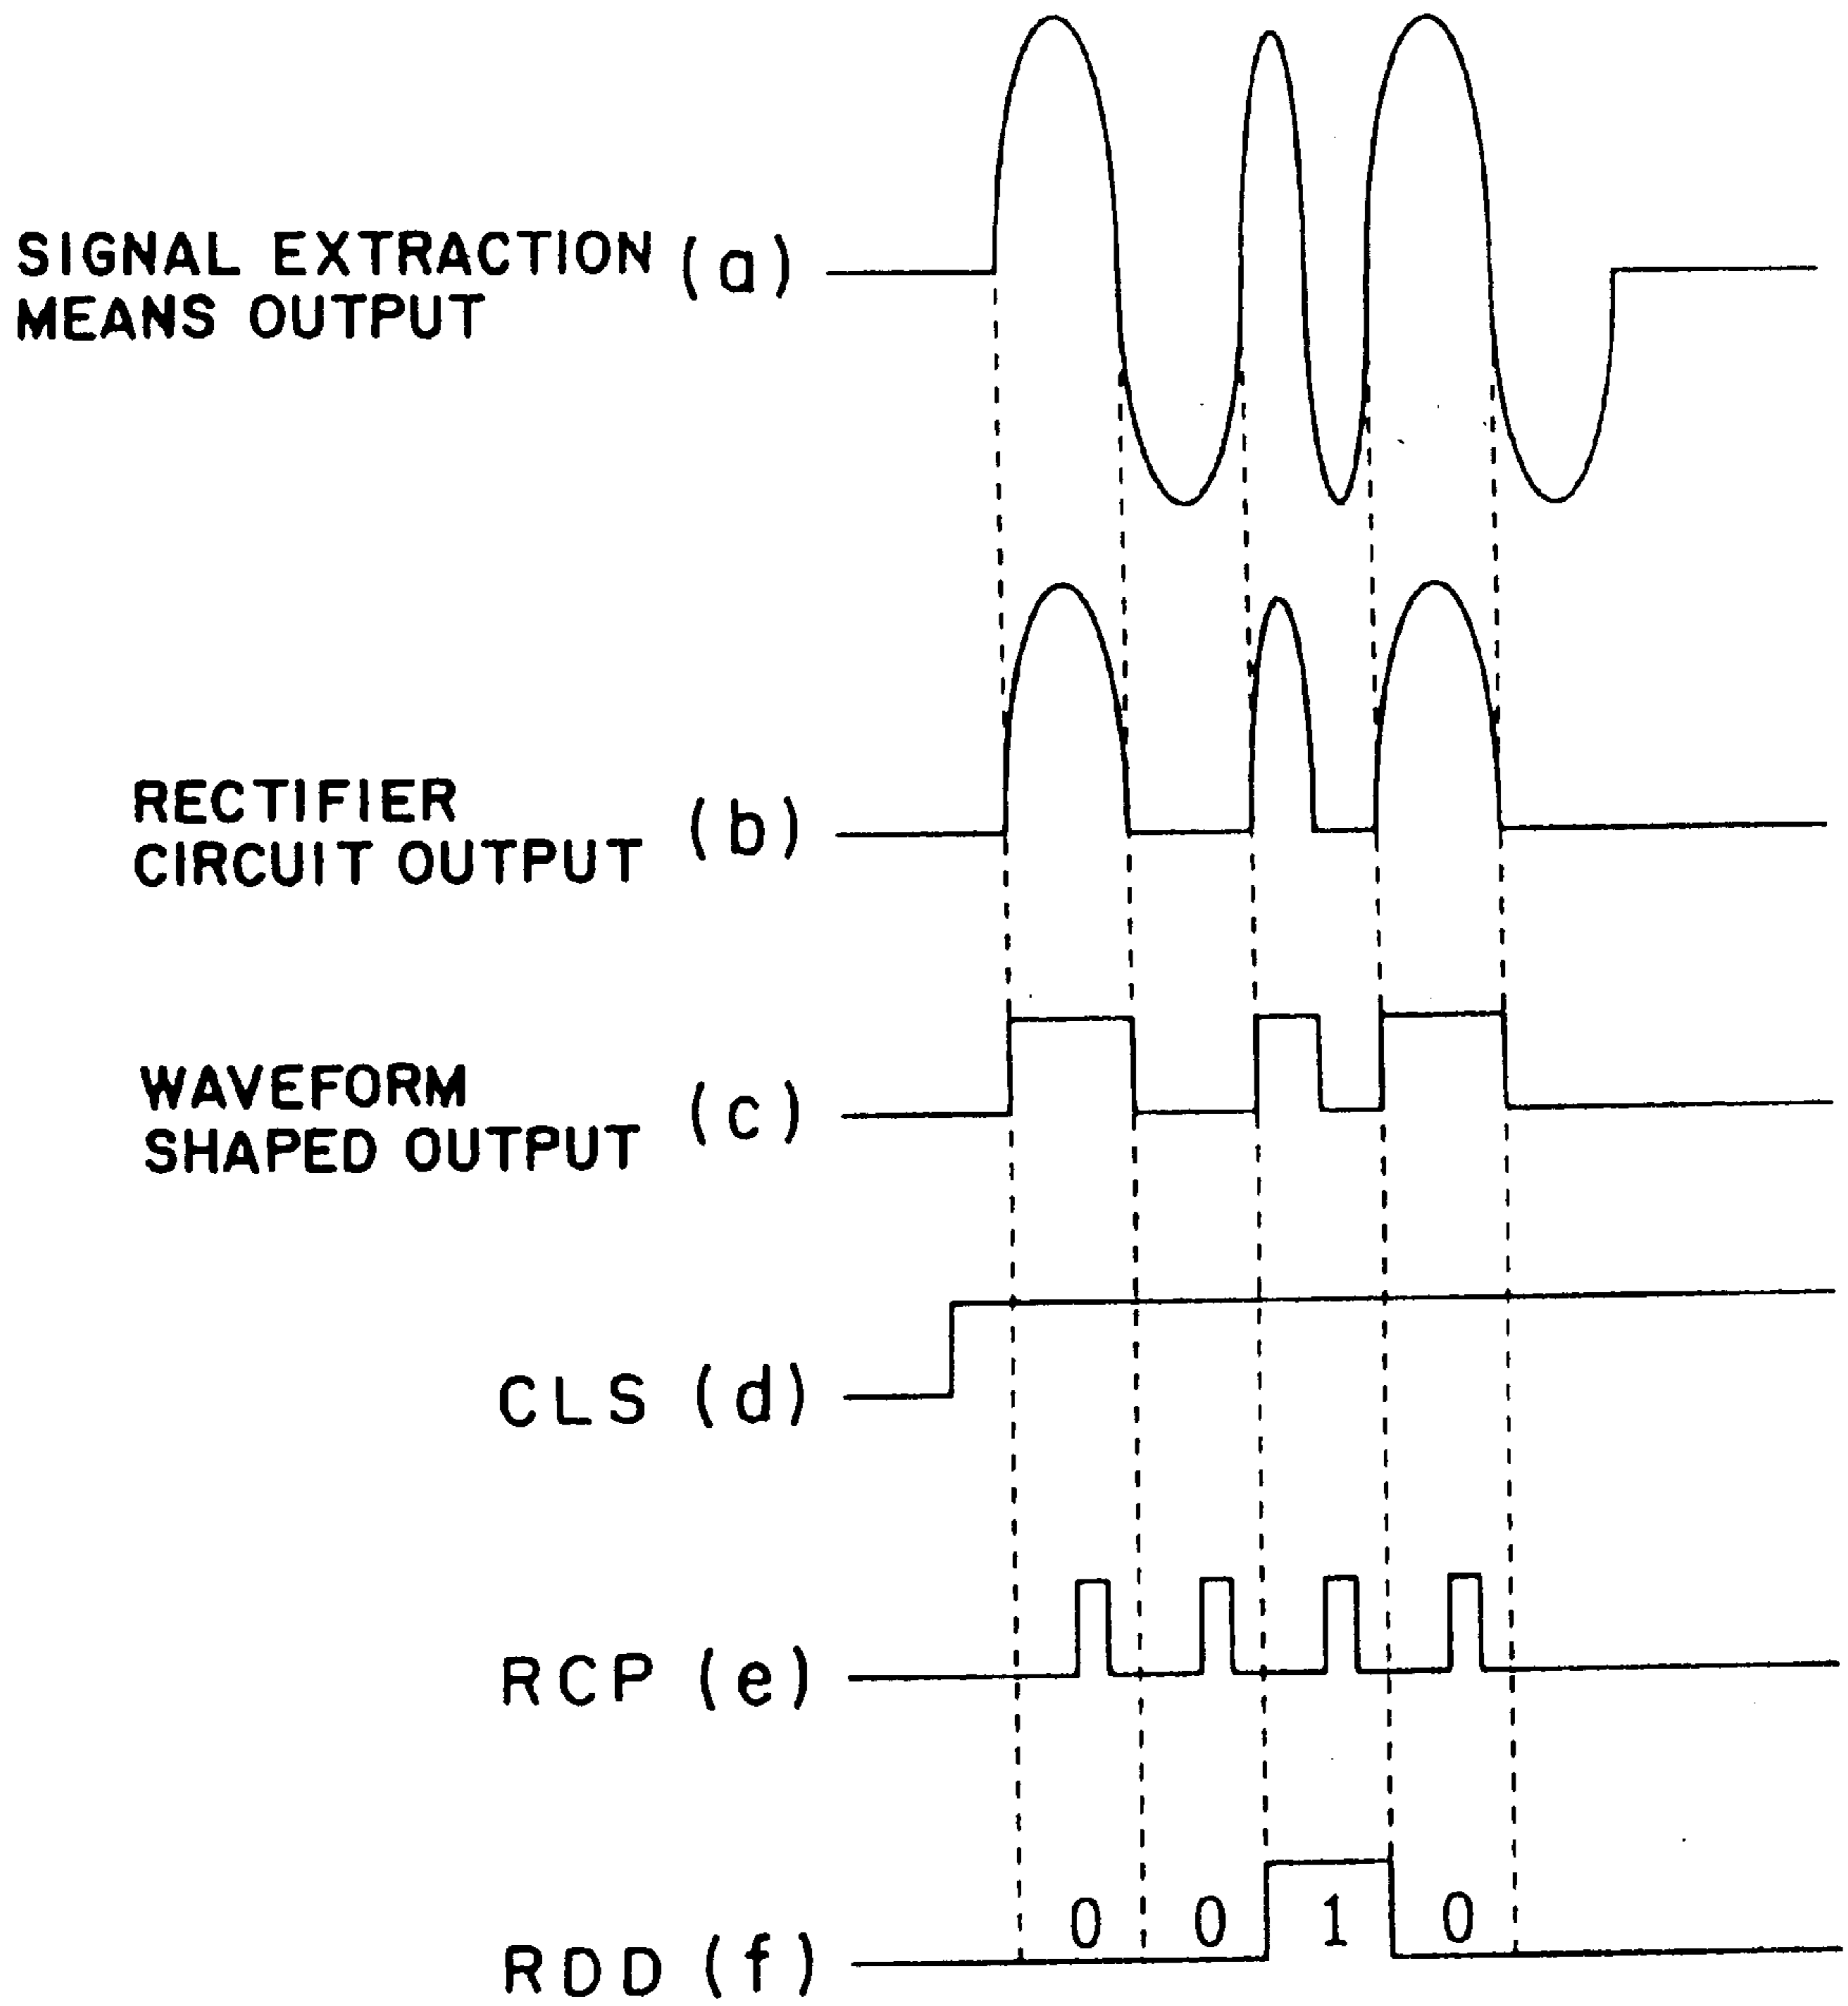 SIGNAL EXTRACTION
MEANS OUTPUT
(a)
RECTIFIER
CIRCUIT OUTPUT
(b)
WAVEFORM
SHAPED OUTPUT
(c)
CLS (d)
RCP (e)
0 0 1 0
RDD (f)